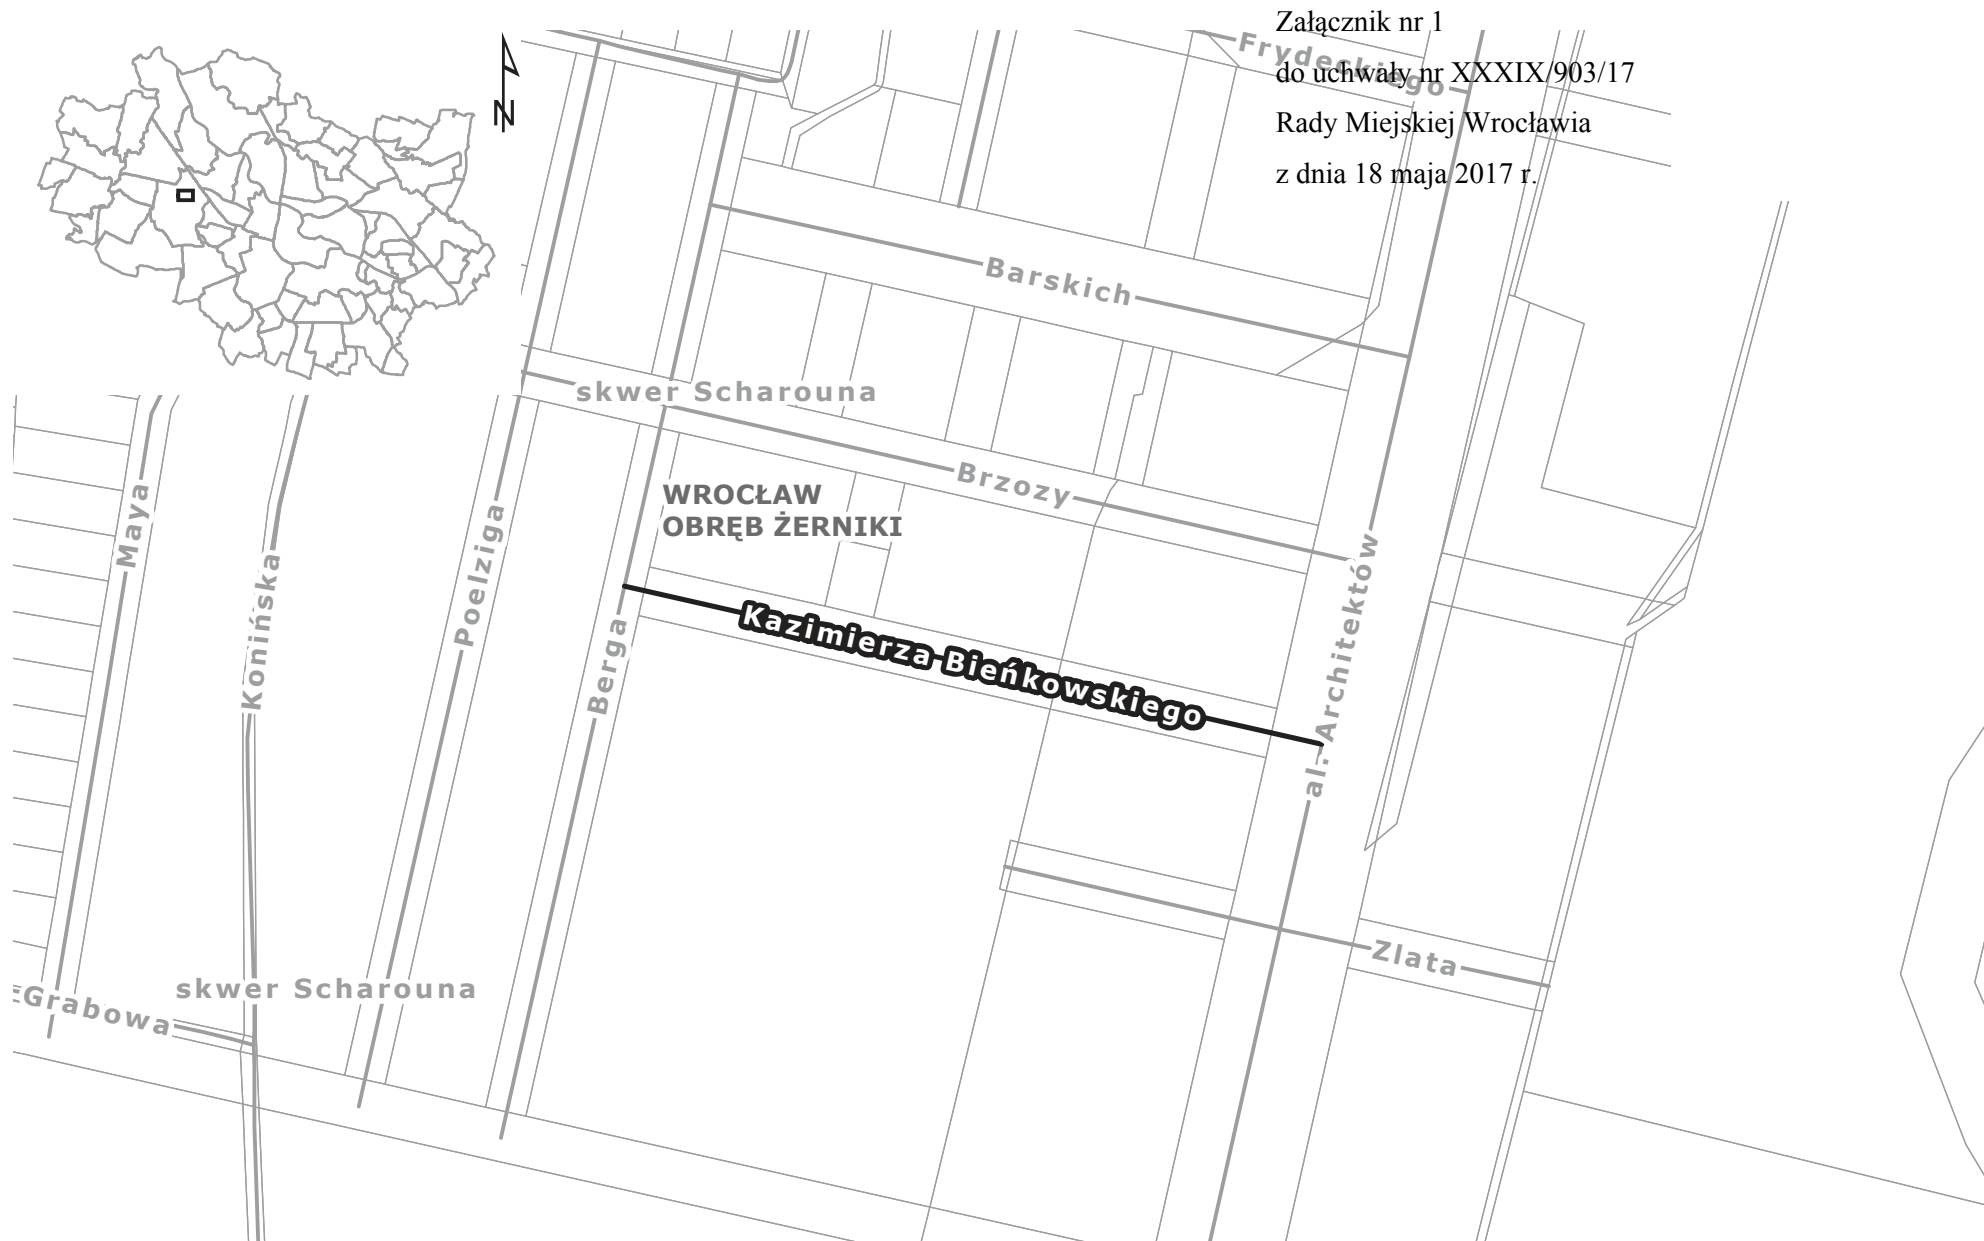 Załącznik nr 1
do uchwały nr XXXIX/903/17
Rady Miejskiej Wrocławia
z dnia 18 maja 2017 r.
N
Frydeckiego
Barskich
skwer Scharouna
Brzozy
WROCŁAW
OBRĘB ŻERNIKI
Maya
Konińska
Poelziga
Berga
Kazimierza Bieńkowskiego
al. Architektów
Zlata
skwer Scharouna
Grabowa